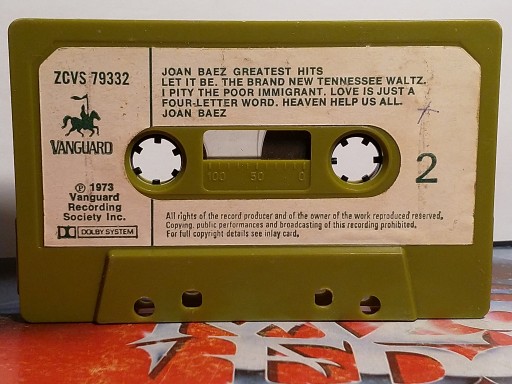 ZCVS 79332
VANGUARD
℗ 1973
Vanguard
Recording
Society Inc.
DOLBY SYSTEM
JOAN BAEZ GREATEST HITS
LET IT BE. THE BRAND NEW TENNESSEE WALTZ.
I PITY THE POOR IMMIGRANT. LOVE IS JUST A
FOUR-LETTER WORD. HEAVEN HELP US ALL.
JOAN BAEZ
100 50 0
2
All rights of the record producer and of the owner of the work reproduced reserved.
Copying, public performances and broadcasting of this recording prohibited.
For full copyright details see inlay card.